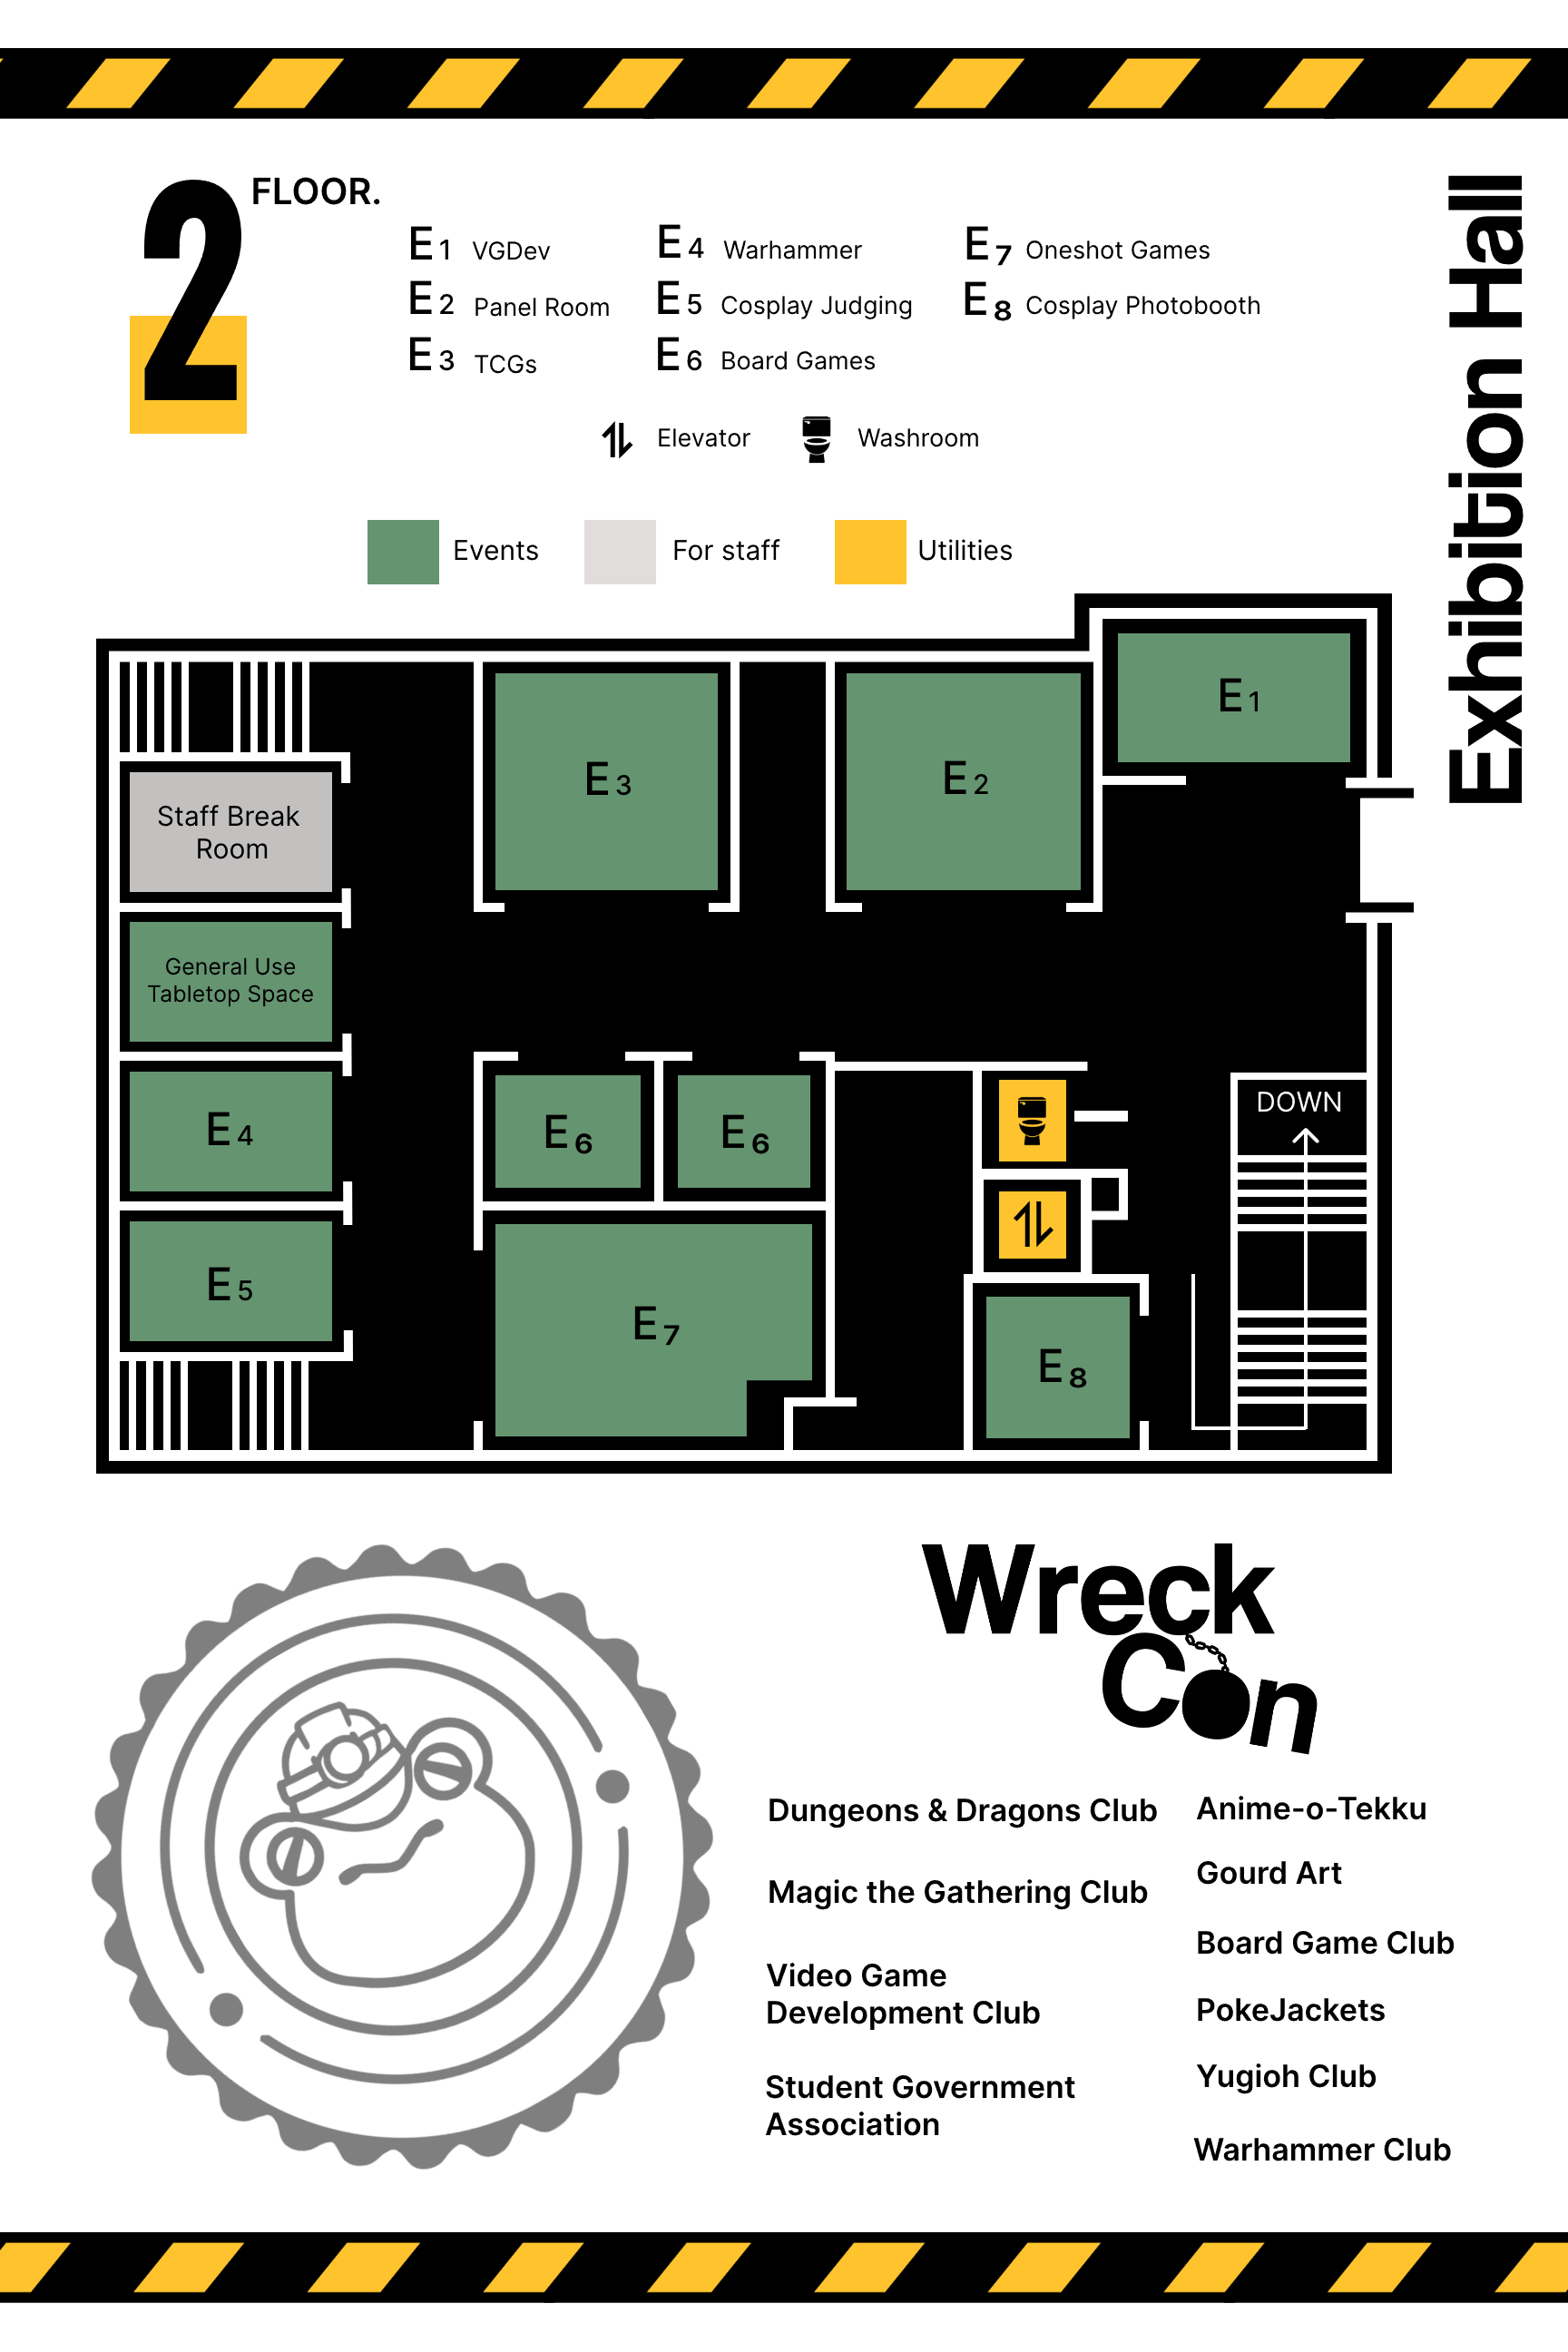 2 FLOOR.
E1 VGDev
E2 Panel Room
E3 TCGs
E4 Warhammer
E5 Cosplay Judging
E6 Board Games
E7 Oneshot Games
E8 Cosplay Photobooth
Elevator
Washroom
Events
For staff
Utilities
Exhibition Hall
E1
E3
E2
Staff Break
Room
General Use
Tabletop Space
E4
E6
E6
DOWN
E5
E7
E8
Wreck
Con
Dungeons & Dragons Club
Magic the Gathering Club
Video Game
Development Club
Student Government
Association
Anime-o-Tekku
Gourd Art
Board Game Club
PokeJackets
Yugioh Club
Warhammer Club